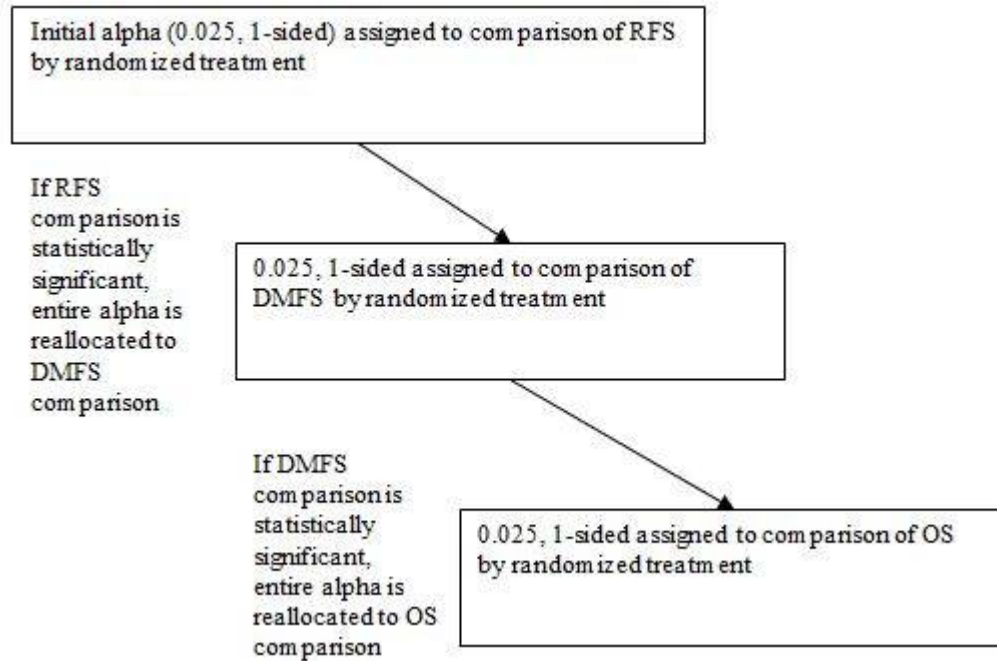 Initial alpha (0.025, 1-sided) assigned to comparison of RFS
by randomized treatment
If RFS
comparison is
statistically
significant,
entire alpha is
reallocated to
DMFS
comparison
0.025, 1-sided assigned to comparison of
DMFS by randomized treatment
If DMFS
comparison is
statistically
significant,
entire alpha is
reallocated to OS
comparison
0.025, 1-sided assigned to comparison of OS
by randomized treatment